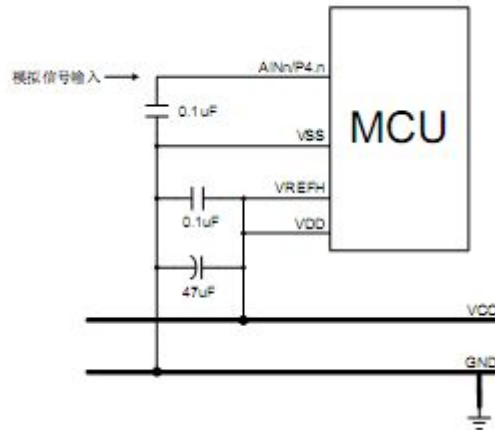 AINn/P4.n
模拟信号输入
0.1uF
MCU
VSS
VREFH
0.1uF
VDD
47uF
VCC
GND